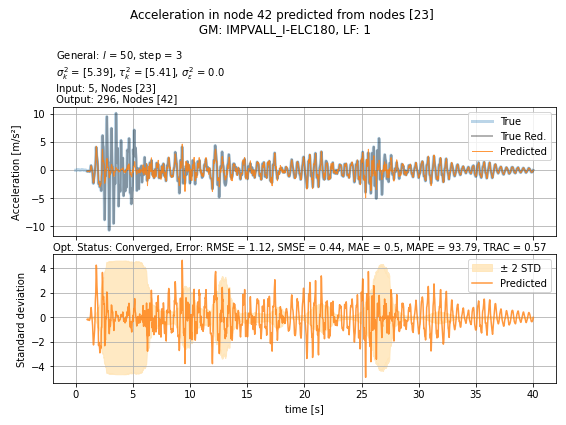 Acceleration in node 42 predicted from nodes [23]
GM: IMPVALL_I-ELC180, LF: 1
General: l = 50, step = 3
σ_k^2 = [5.39], τ_k^2 = [5.41], σ_ε^2 = 0.0
Input: 5, Nodes [23]
Output: 296, Nodes [42]
Acceleration [m/s²]
10
5
0
−5
−10
True
True Red.
Predicted
Opt. Status: Converged, Error: RMSE = 1.12, SMSE = 0.44, MAE = 0.5, MAPE = 93.79, TRAC = 0.57
Standard deviation
4
2
0
−2
−4
± 2 STD
Predicted
0 5 10 15 20 25 30 35 40
time [s]